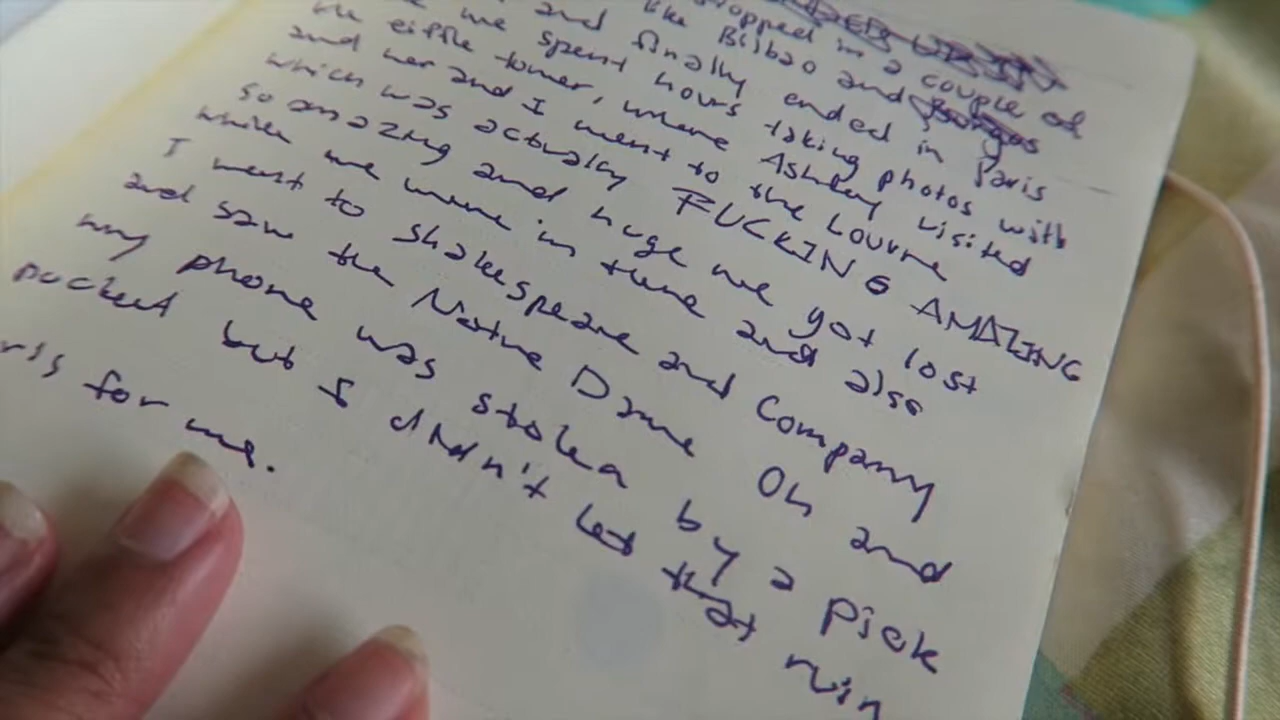 opped in a couple of
like Bilbao and
and finally ended in Paris
we spent hours taking photos with
eiffle tower, where Ashley visited
and her and I went to the Louvre
which was actually FUCKING AMAZING
so amazing and huge we got lost
while we were in there and also
I went to shakespeare and Company
and saw the Notre Dame Oh and
my phone was stolen by a pick
pocket but I didn't let that ruin
ris for me.